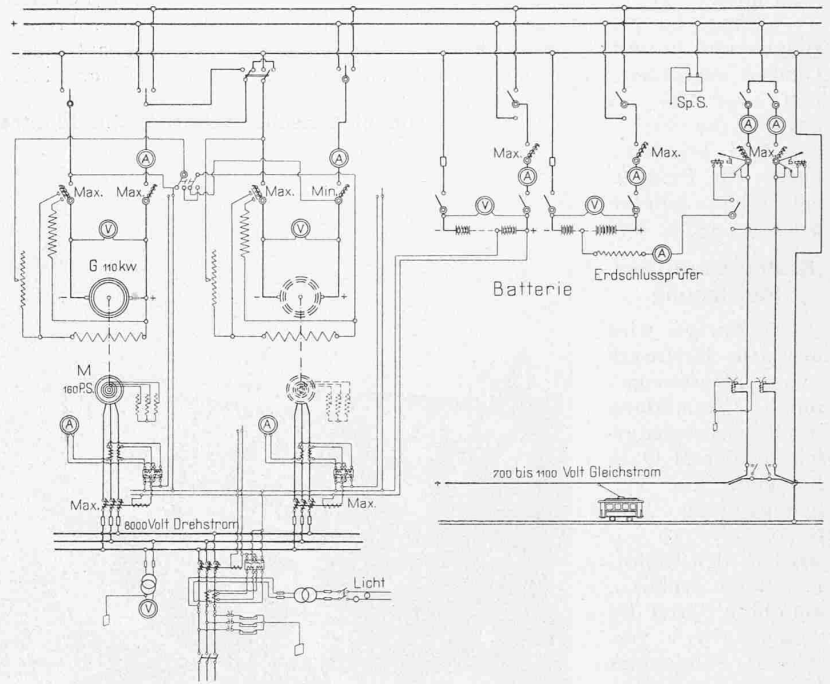 +
+
−
Sp.S.
A
A
A
A
Max.
Max.
Max.
A
A
Max.
Max.
Max.
Min.
V
V
V
V
G 110 kw
−
+
−
+
+
+
A
Batterie
Erdschlussprüfer
M
160 P.S.
A
A
700 bis 1100 Volt Gleichstrom
+
Max.
Max.
8000 Volt Drehstrom
Licht
V